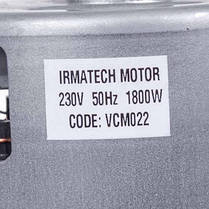 IRMATECH MOTOR
230V 50Hz 1800W
CODE: VCM022